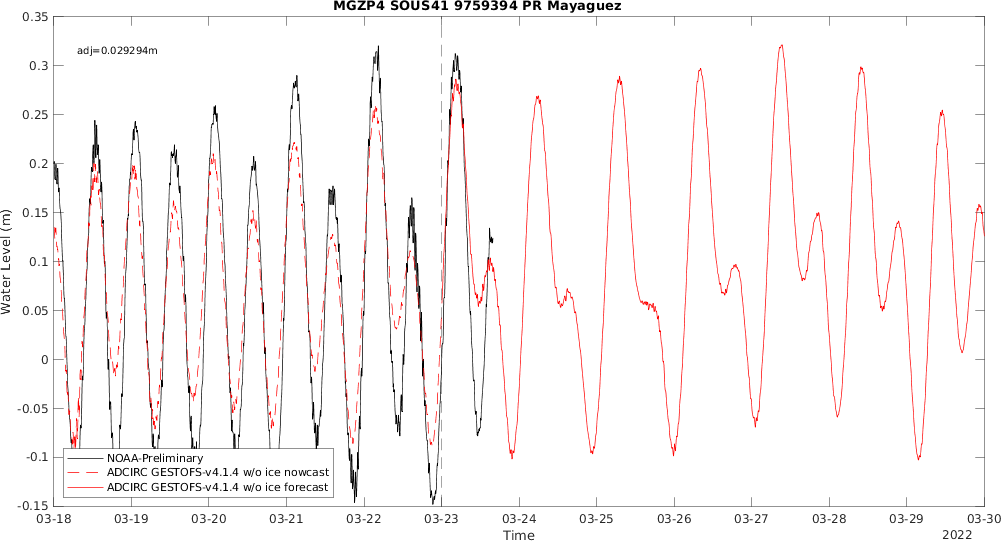 MGZP4 SOUS41 9759394 PR Mayaguez
adj=0.029294m
0.35
0.3
0.25
0.2
0.15
0.1
0.05
0
-0.05
-0.1
-0.15
Water Level (m)
NOAA-Preliminary
ADCIRC GESTOFS-v4.1.4 w/o ice nowcast
ADCIRC GESTOFS-v4.1.4 w/o ice forecast
03-18 03-19 03-20 03-21 03-22 03-23 03-24 03-25 03-26 03-27 03-28 03-29 03-30
Time
2022